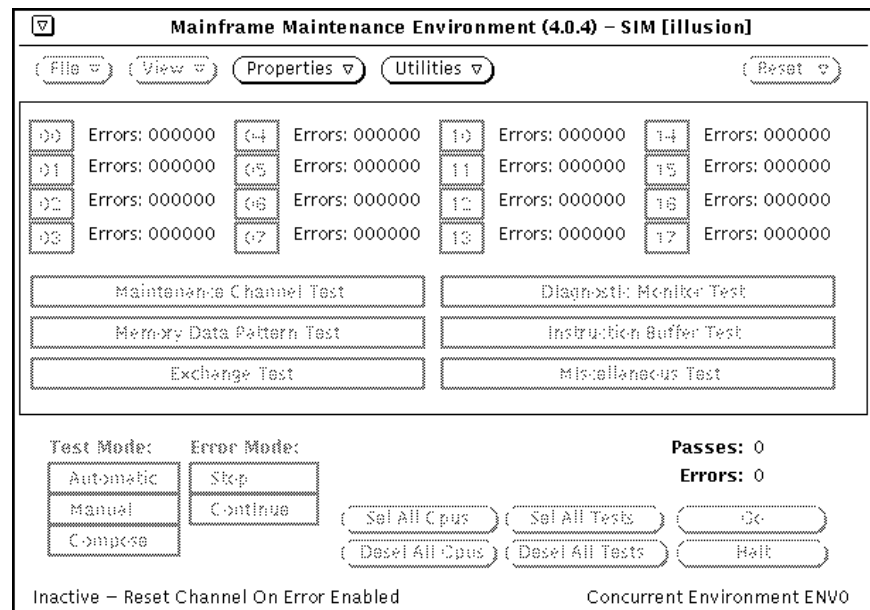 Mainframe Maintenance Environment (4.0.4) – SIM [illusion]
File View Properties Utilities Reset
00 Errors: 000000 04 Errors: 000000 10 Errors: 000000 14 Errors: 000000
01 Errors: 000000 05 Errors: 000000 11 Errors: 000000 15 Errors: 000000
02 Errors: 000000 06 Errors: 000000 12 Errors: 000000 16 Errors: 000000
03 Errors: 000000 07 Errors: 000000 13 Errors: 000000 17 Errors: 000000
Maintenance Channel Test Diagnostic Monitor Test
Memory Data Pattern Test Instruction Buffer Test
Exchange Test Miscellaneous Test
Test Mode: Error Mode: Passes: 0
Automatic Stop Errors: 0
Manual Continue Sel All Cpus Sel All Tests Go
Compose Desel All Cpus Desel All Tests Halt
Inactive – Reset Channel On Error Enabled Concurrent Environment ENV0